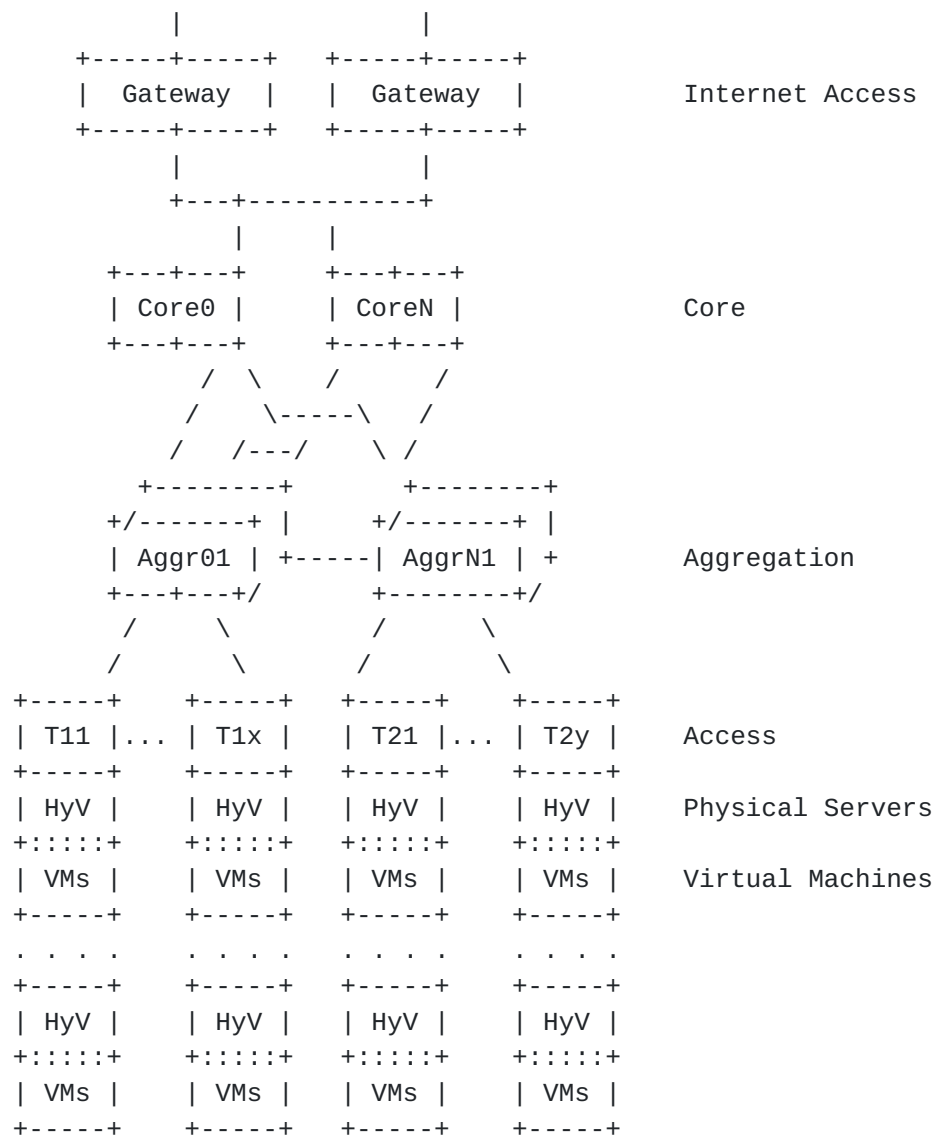 Gateway Gateway Internet Access
Core0 CoreN Core
Aggr01 AggrN1 Aggregation
T11 ... T1x T21 ... T2y Access
HyV HyV HyV HyV Physical Servers
VMs VMs VMs VMs Virtual Machines
. . . . . . . . . . . . . . . .
HyV HyV HyV HyV
VMs VMs VMs VMs